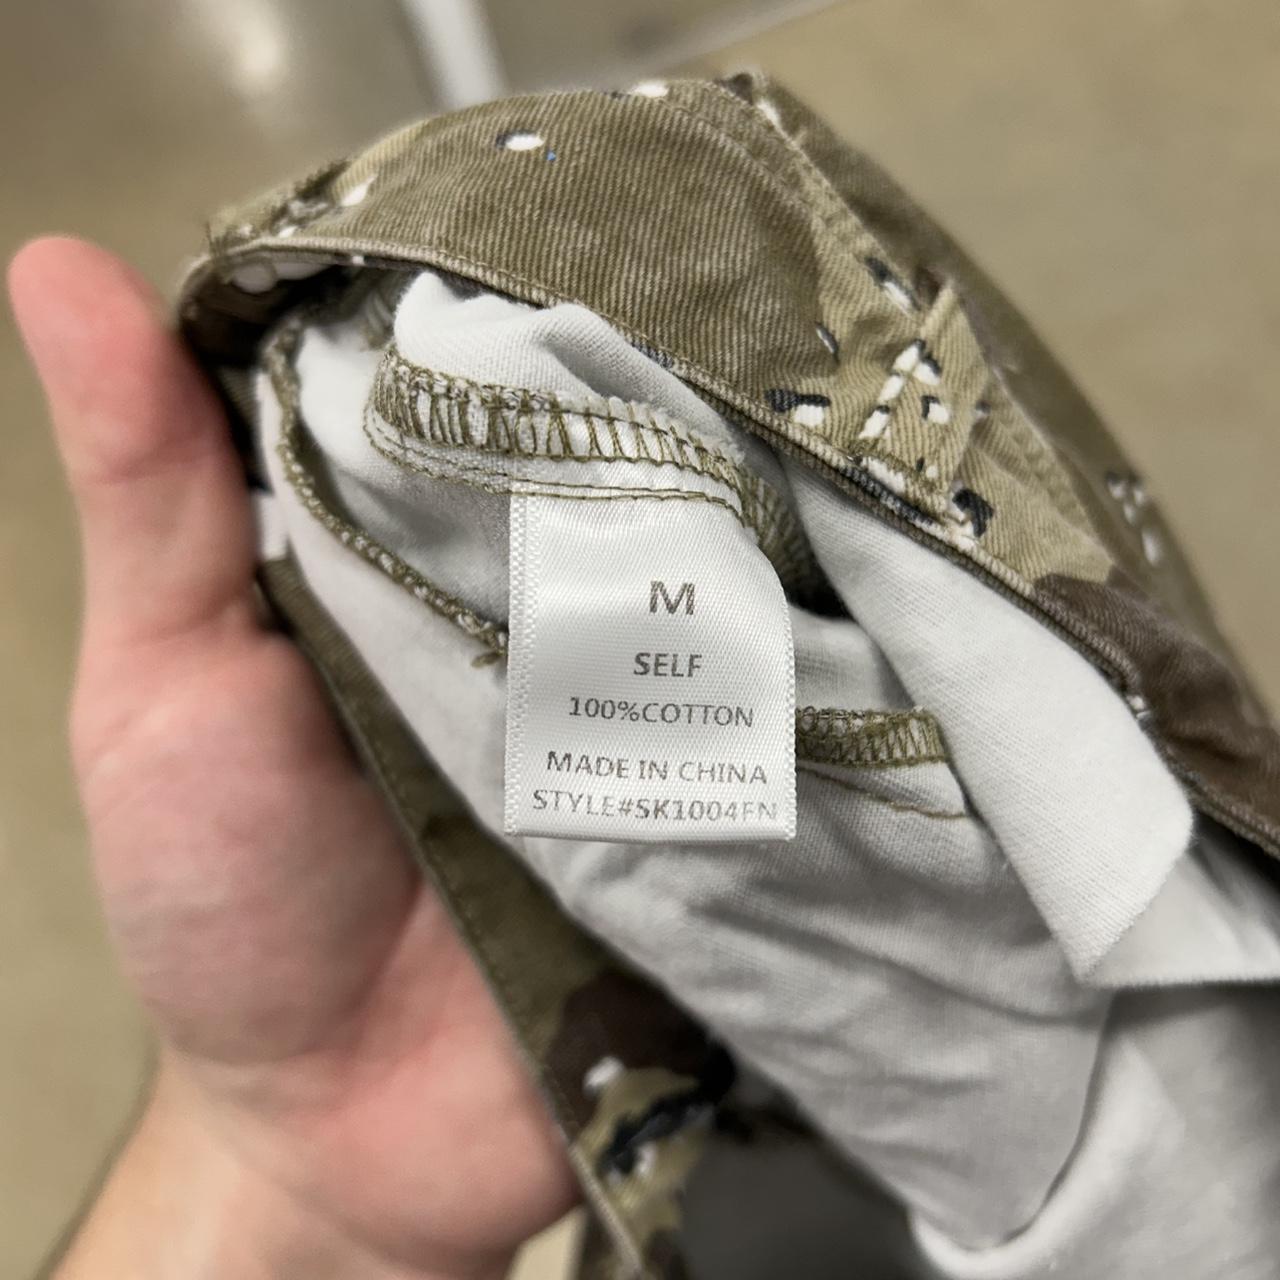 M
SELF
100%COTTON
MADE IN CHINA
STYLE#SK1004FN